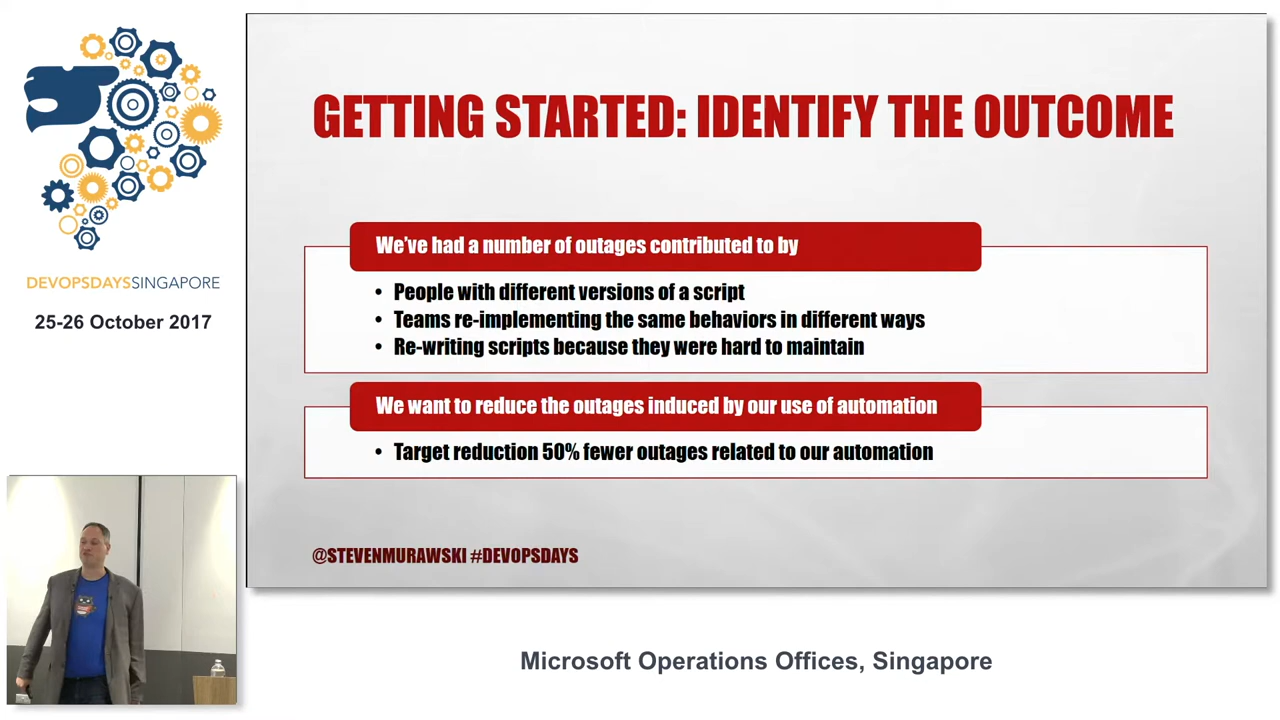 DEVOPSDAYSSINGAPORE
25-26 October 2017
GETTING STARTED: IDENTIFY THE OUTCOME
We've had a number of outages contributed to by
• People with different versions of a script
• Teams re-implementing the same behaviors in different ways
• Re-writing scripts because they were hard to maintain
We want to reduce the outages induced by our use of automation
• Target reduction 50% fewer outages related to our automation
@STEVENMURAWSKI #DEVOPSDAYS
Microsoft Operations Offices, Singapore